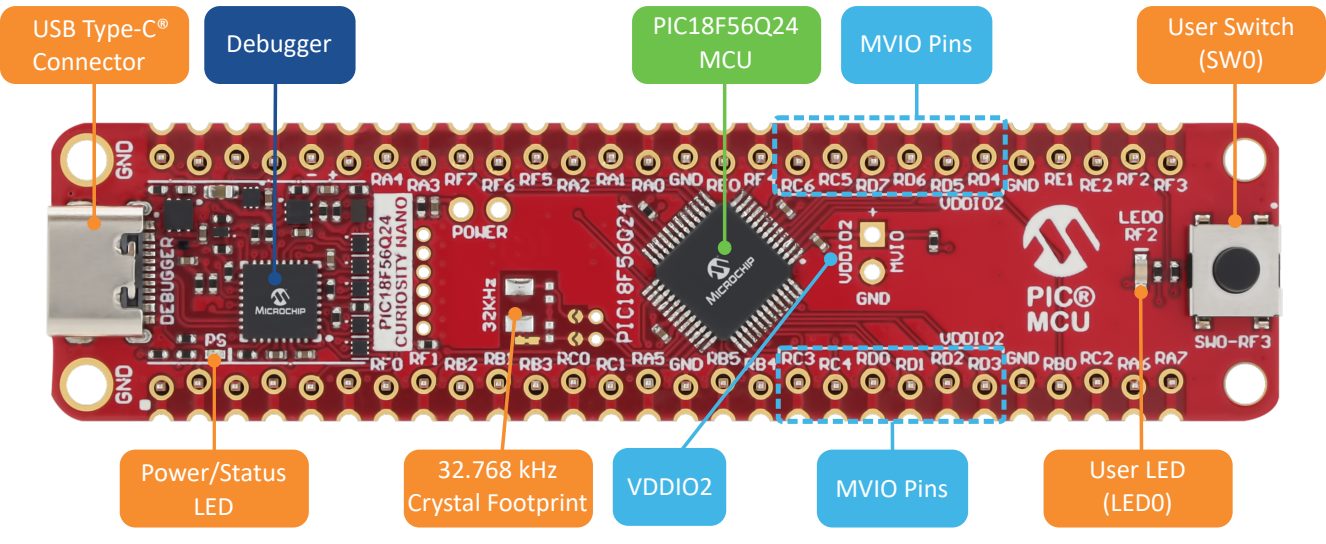 USB Type-C®
Connector
Debugger
PIC18F56Q24
MCU
MVIO Pins
User Switch
(SW0)
GND
- +
RA4
RA3
RF7
RF6
RF5
RA2
RA1
RA0
GND
RE0
RF4
RC6
RC5
RD7
RD6
RD5
RD4
GND
RE1
RE2
RF2
RF3
VDDIO2
DEBUGGER
MICROCHIP
PIC18F56Q24
CURIOSITY NANO
POWER
32KHz
PIC18F56Q24
MICROCHIP
VDDIO2
+
MVIO
GND
PIC®
MCU
LED0
RF2
SW0-RF3
PS
GND
RF0
RF1
RB2
RB1
RB3
RC0
RC1
RA5
GND
RB5
RB4
RC3
RC4
RD0
RD1
RD2
RD3
GND
RB0
RC2
RA6
RA7
VDDIO2
Power/Status
LED
32.768 kHz
Crystal Footprint
VDDIO2
MVIO Pins
User LED
(LED0)